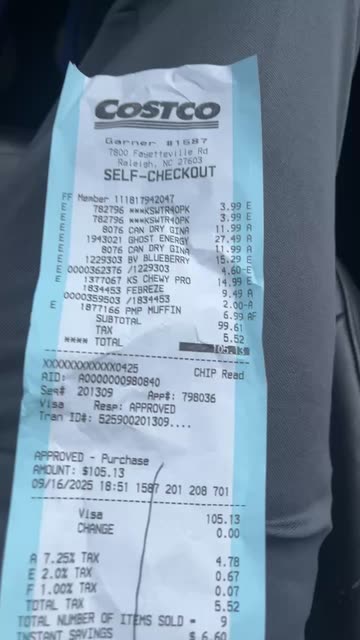 COSTCO
WHOLESALE
Garner #1587
7800 Fayetteville Rd
Raleigh, NC 27603
SELF-CHECKOUT
FF Member 111817942047
E 782796 ***KSWTR40PK 3.99 E
E 782796 ***KSWTR40PK 3.99 E
E 8076 CAN DRY GINA 11.99 A
E 1943021 GHOST ENERGY 27.49 A
E 8076 CAN DRY GINA 11.99 A
E 1229303 BV BLUEBERRY 15.29 E
0000362376 /1229303 4.60-E
E 1377067 KS CHEWY PRO 14.99 E
1834453 FEBREZE 9.49 A
0000359503 /1834453 2.00-A
E 1877166 PMP MUFFIN 6.99 AF
SUBTOTAL 99.61
TAX 5.52
**** TOTAL 105.13
XXXXXXXXXXXX0425 CHIP Read
AID: A0000000980840
Seq# 201309 App#: 798036
Visa Resp: APPROVED
Tran ID#: 525900201309....
APPROVED - Purchase
AMOUNT: $105.13
09/16/2025 18:51 1587 201 208 701
Visa 105.13
CHANGE 0.00
A 7.25% TAX 4.78
E 2.0% TAX 0.67
F 1.00% TAX 0.07
TOTAL TAX 5.52
TOTAL NUMBER OF ITEMS SOLD = 9
INSTANT SAVINGS $ 6.60